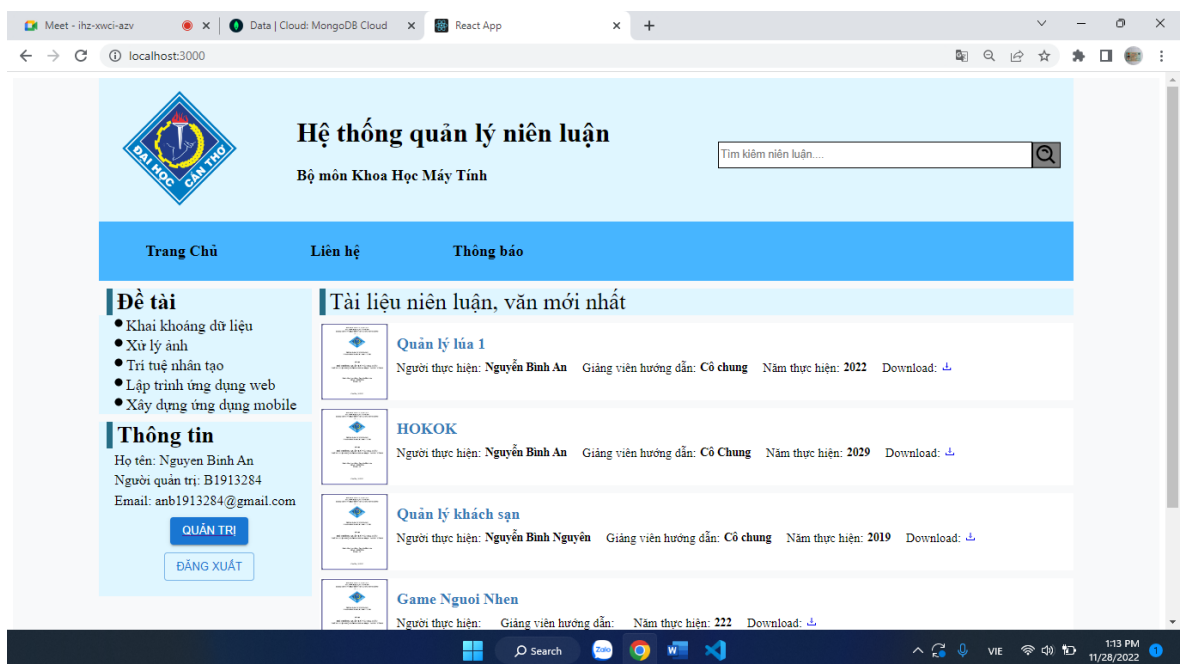 Meet - ihz-xwci-azv
Data | Cloud: MongoDB Cloud
React App
localhost:3000
ĐẠI HỌC CẦN THƠ
Hệ thống quản lý niên luận
Bộ môn Khoa Học Máy Tính
Tìm kiếm niên luận....
Trang Chủ Liên hệ Thông báo
Đề tài
Khai khoáng dữ liệu
Xử lý ảnh
Trí tuệ nhân tạo
Lập trình ứng dụng web
Xây dựng ứng dụng mobile
Thông tin
Họ tên: Nguyen Binh An
Người quản trị: B1913284
Email: anb1913284@gmail.com
QUẢN TRỊ
ĐĂNG XUẤT
Tài liệu niên luận, văn mới nhất
Quản lý lúa 1
Người thực hiện: Nguyễn Bình An Giảng viên hướng dẫn: Cô chung Năm thực hiện: 2022 Download:
HOKOK
Người thực hiện: Nguyễn Bình An Giảng viên hướng dẫn: Cô Chung Năm thực hiện: 2029 Download:
Quản lý khách sạn
Người thực hiện: Nguyễn Bình Nguyên Giảng viên hướng dẫn: Cô chung Năm thực hiện: 2019 Download:
Game Nguoi Nhen
Người thực hiện: Giảng viên hướng dẫn: Năm thực hiện: 222 Download:
Search
Zalo
VIE
1:13 PM
11/28/2022
1